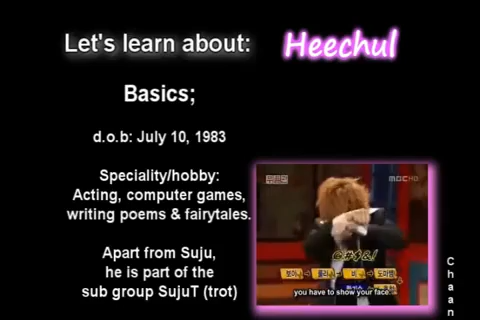 Let's learn about: Heechul
Basics;
d.o.b: July 10, 1983
Speciality/hobby:
Acting, computer games,
writing poems & fairytales.
Apart from Suju,
he is part of the
sub group SujuT (trot)
@#$&!
you have to show your face.
Chaan